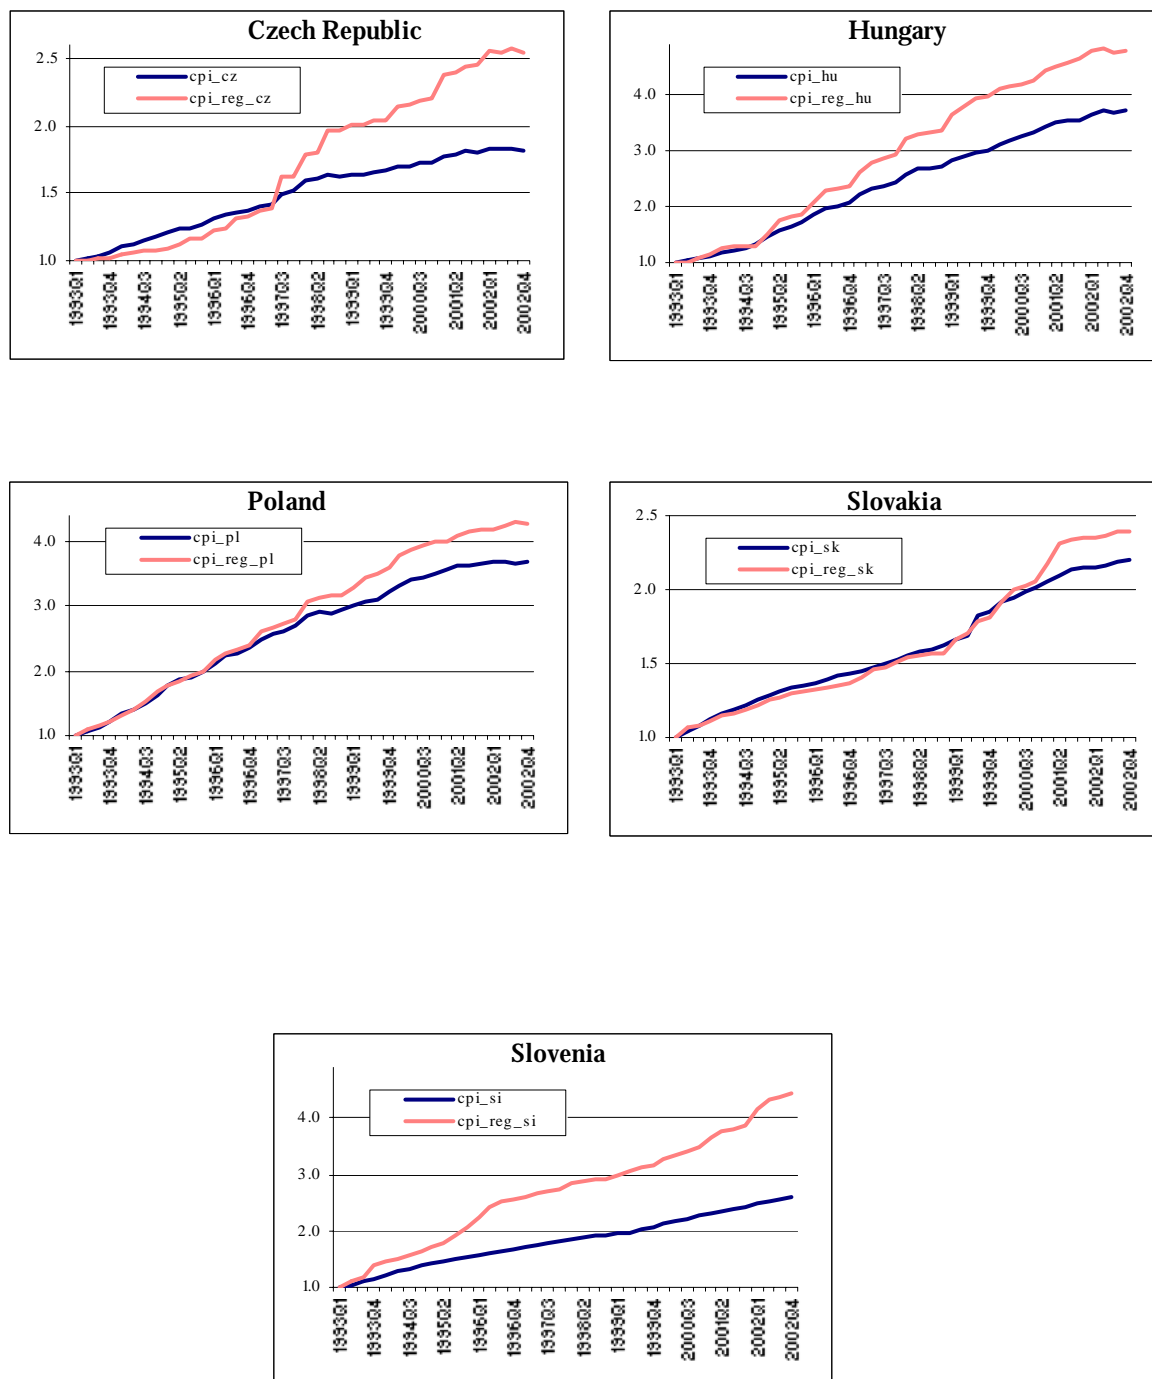 Czech Republic
2.5
2.0
1.5
1.0
cpi_cz
cpi_reg_cz
1993Q1
1993Q4
1994Q3
1995Q2
1996Q1
1996Q4
1997Q3
1998Q2
1999Q1
1999Q4
2000Q3
2001Q2
2002Q1
2002Q4
Hungary
4.0
3.0
2.0
1.0
cpi_hu
cpi_reg_hu
1993Q1
1993Q4
1994Q3
1995Q2
1996Q1
1996Q4
1997Q3
1998Q2
1999Q1
1999Q4
2000Q3
2001Q2
2002Q1
2002Q4
Poland
4.0
3.0
2.0
1.0
cpi_pl
cpi_reg_pl
1993Q1
1993Q4
1994Q3
1995Q2
1996Q1
1996Q4
1997Q3
1998Q2
1999Q1
1999Q4
2000Q3
2001Q2
2002Q1
2002Q4
Slovakia
2.5
2.0
1.5
1.0
cpi_sk
cpi_reg_sk
1993Q1
1993Q4
1994Q3
1995Q2
1996Q1
1996Q4
1997Q3
1998Q2
1999Q1
1999Q4
2000Q3
2001Q2
2002Q1
2002Q4
Slovenia
4.0
3.0
2.0
1.0
cpi_si
cpi_reg_si
1993Q1
1993Q4
1994Q3
1995Q2
1996Q1
1996Q4
1997Q3
1998Q2
1999Q1
1999Q4
2000Q3
2001Q2
2002Q1
2002Q4